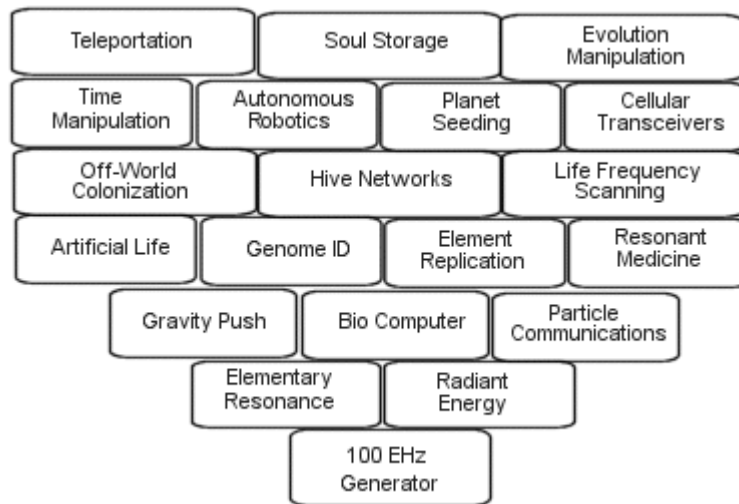 Teleportation
Soul Storage
Evolution
Manipulation
Time
Manipulation
Autonomous
Robotics
Planet
Seeding
Cellular
Transceivers
Off-World
Colonization
Hive Networks
Life Frequency
Scanning
Artificial Life
Genome ID
Element
Replication
Resonant
Medicine
Gravity Push
Bio Computer
Particle
Communications
Elementary
Resonance
Radiant
Energy
100 EHz
Generator